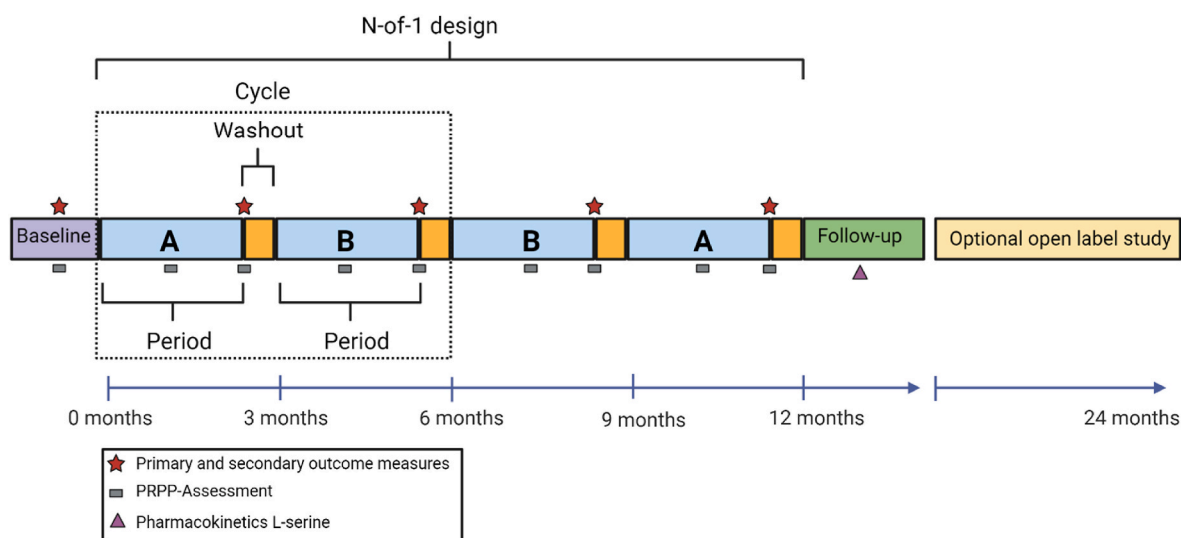 N-of-1 design
Cycle
Washout
Baseline
A
B
B
A
Follow-up
Optional open label study
Period
Period
0 months
3 months
6 months
9 months
12 months
24 months
Primary and secondary outcome measures
PRPP-Assessment
Pharmacokinetics L-serine